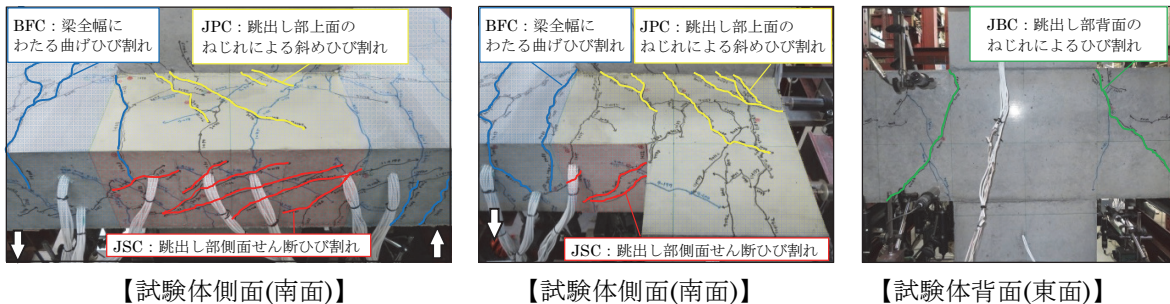 BFC：梁全幅に
わたる曲げひび割れ
JPC：跳出し部上面の
ねじれによる斜めひび割れ
JSC：跳出し部側面せん断ひび割れ
【試験体側面(南面)】
BFC：梁全幅に
わたる曲げひび割れ
JPC：跳出し部上面の
ねじれによる斜めひび割れ
JSC：跳出し部側面せん断ひび割れ
【試験体側面(南面)】
JBC：跳出し部背面の
ねじれによるひび割れ
【試験体背面(東面)】